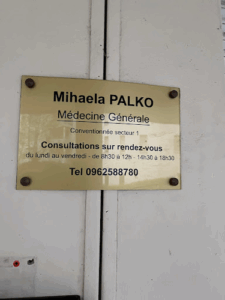 Mihaela PALKO
Médecine Générale
Conventionnée secteur 1
Consultations sur rendez-vous
du lundi au vendredi - de 8h30 à 12h - 14h30 à 18h30
Tel 0962588780